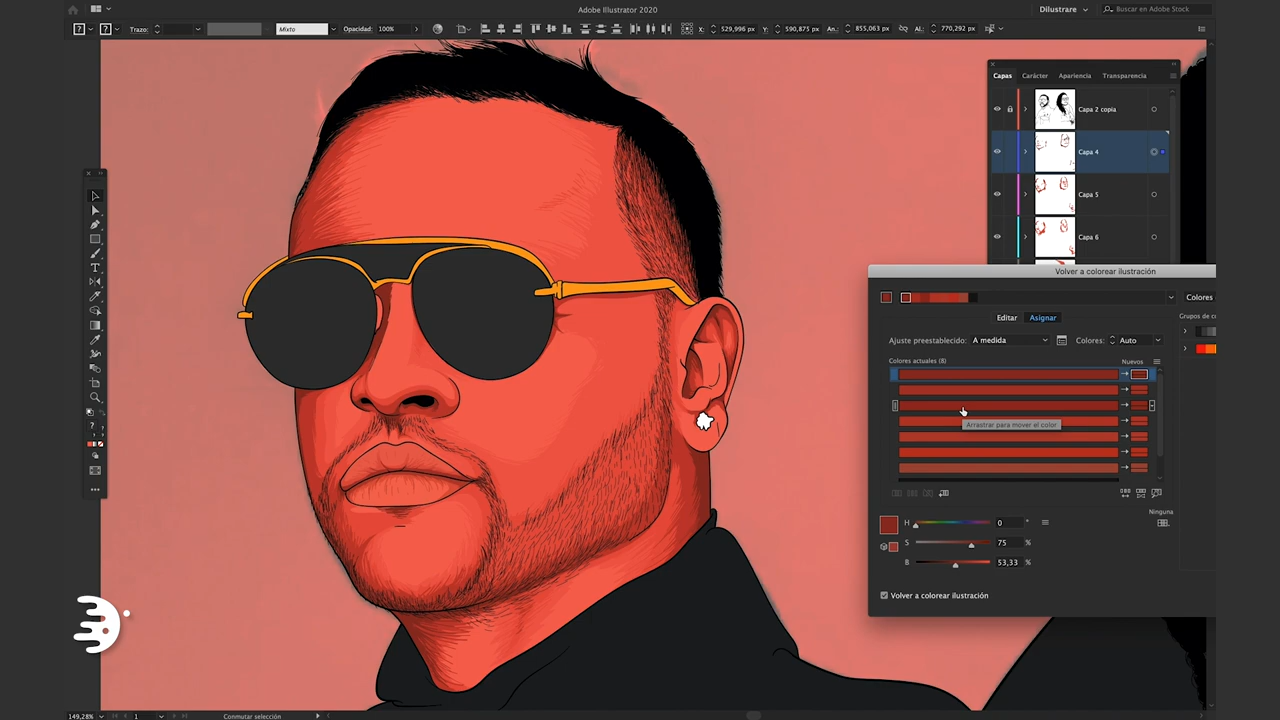 Adobe Illustrator 2020
Dilustrare
Buscar en Adobe Stock
Trazo:
Mixto
Opacidad: 100%
X: 529,996 px
Y: 590,875 px
An.: 855,063 px
Al.: 770,292 px
Capas Carácter Apariencia Transparencia
Capa 2 copia
Capa 4
Capa 5
Capa 6
Volver a colorear ilustración
Colores
Editar Asignar
Grupos de c
Ajuste preestablecido: A medida Colores: Auto
Colores actuales (8) Nuevos
Arrastrar para mover el color
Ninguna
H 0 °
S 75 %
B 53,33 %
Volver a colorear ilustración
149,28% 1 Conmutar selección